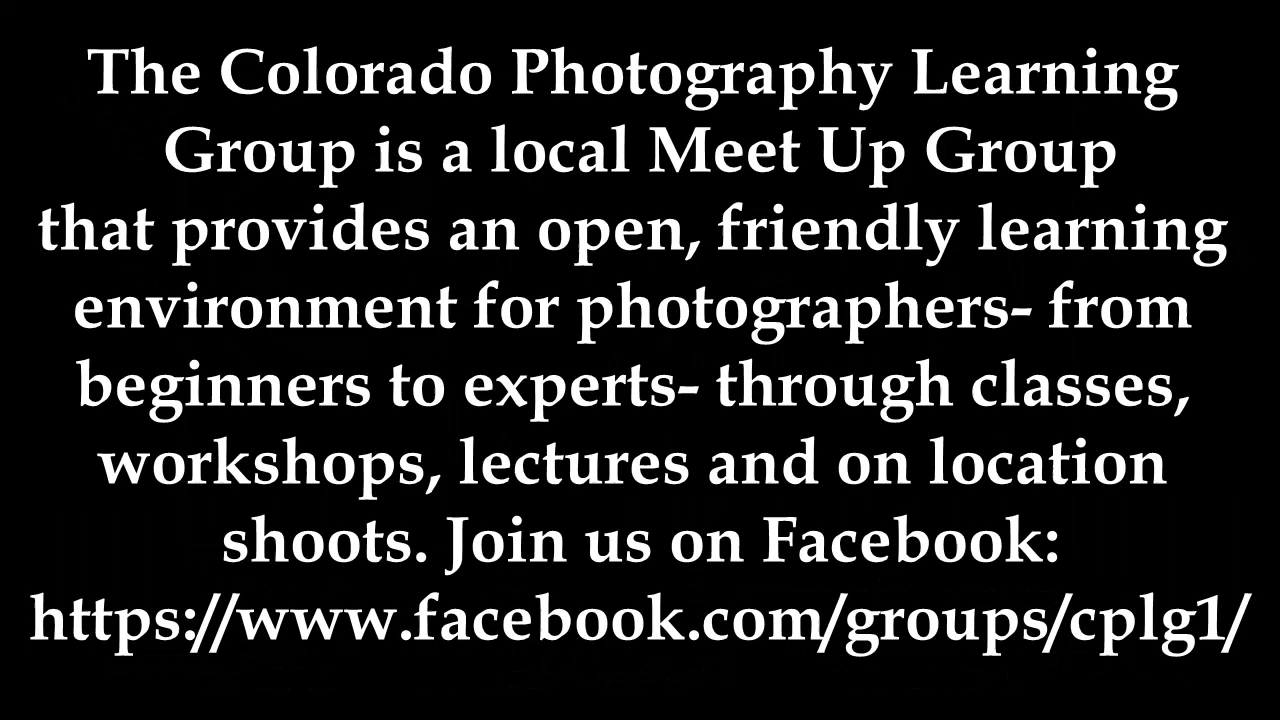 The Colorado Photography Learning
Group is a local Meet Up Group
that provides an open, friendly learning
environment for photographers- from
beginners to experts- through classes,
workshops, lectures and on location
shoots. Join us on Facebook:
https://www.facebook.com/groups/cplg1/